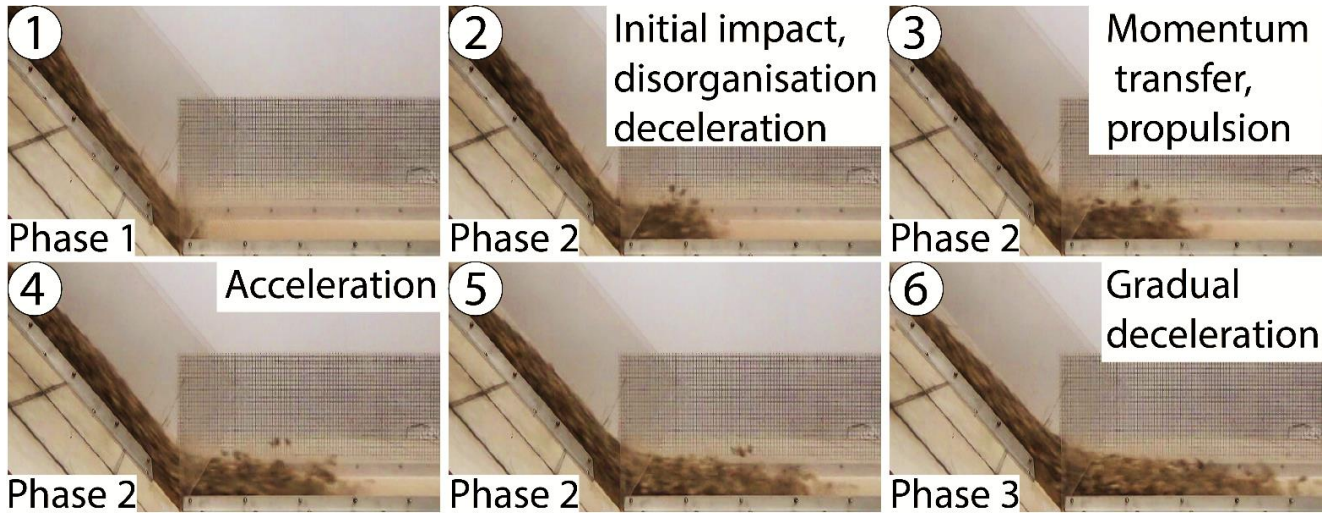 1
Phase 1
2
Initial impact,
disorganisation
deceleration
Phase 2
3
Momentum
transfer,
propulsion
Phase 2
4
Acceleration
Phase 2
5
Phase 2
6
Gradual
deceleration
Phase 3